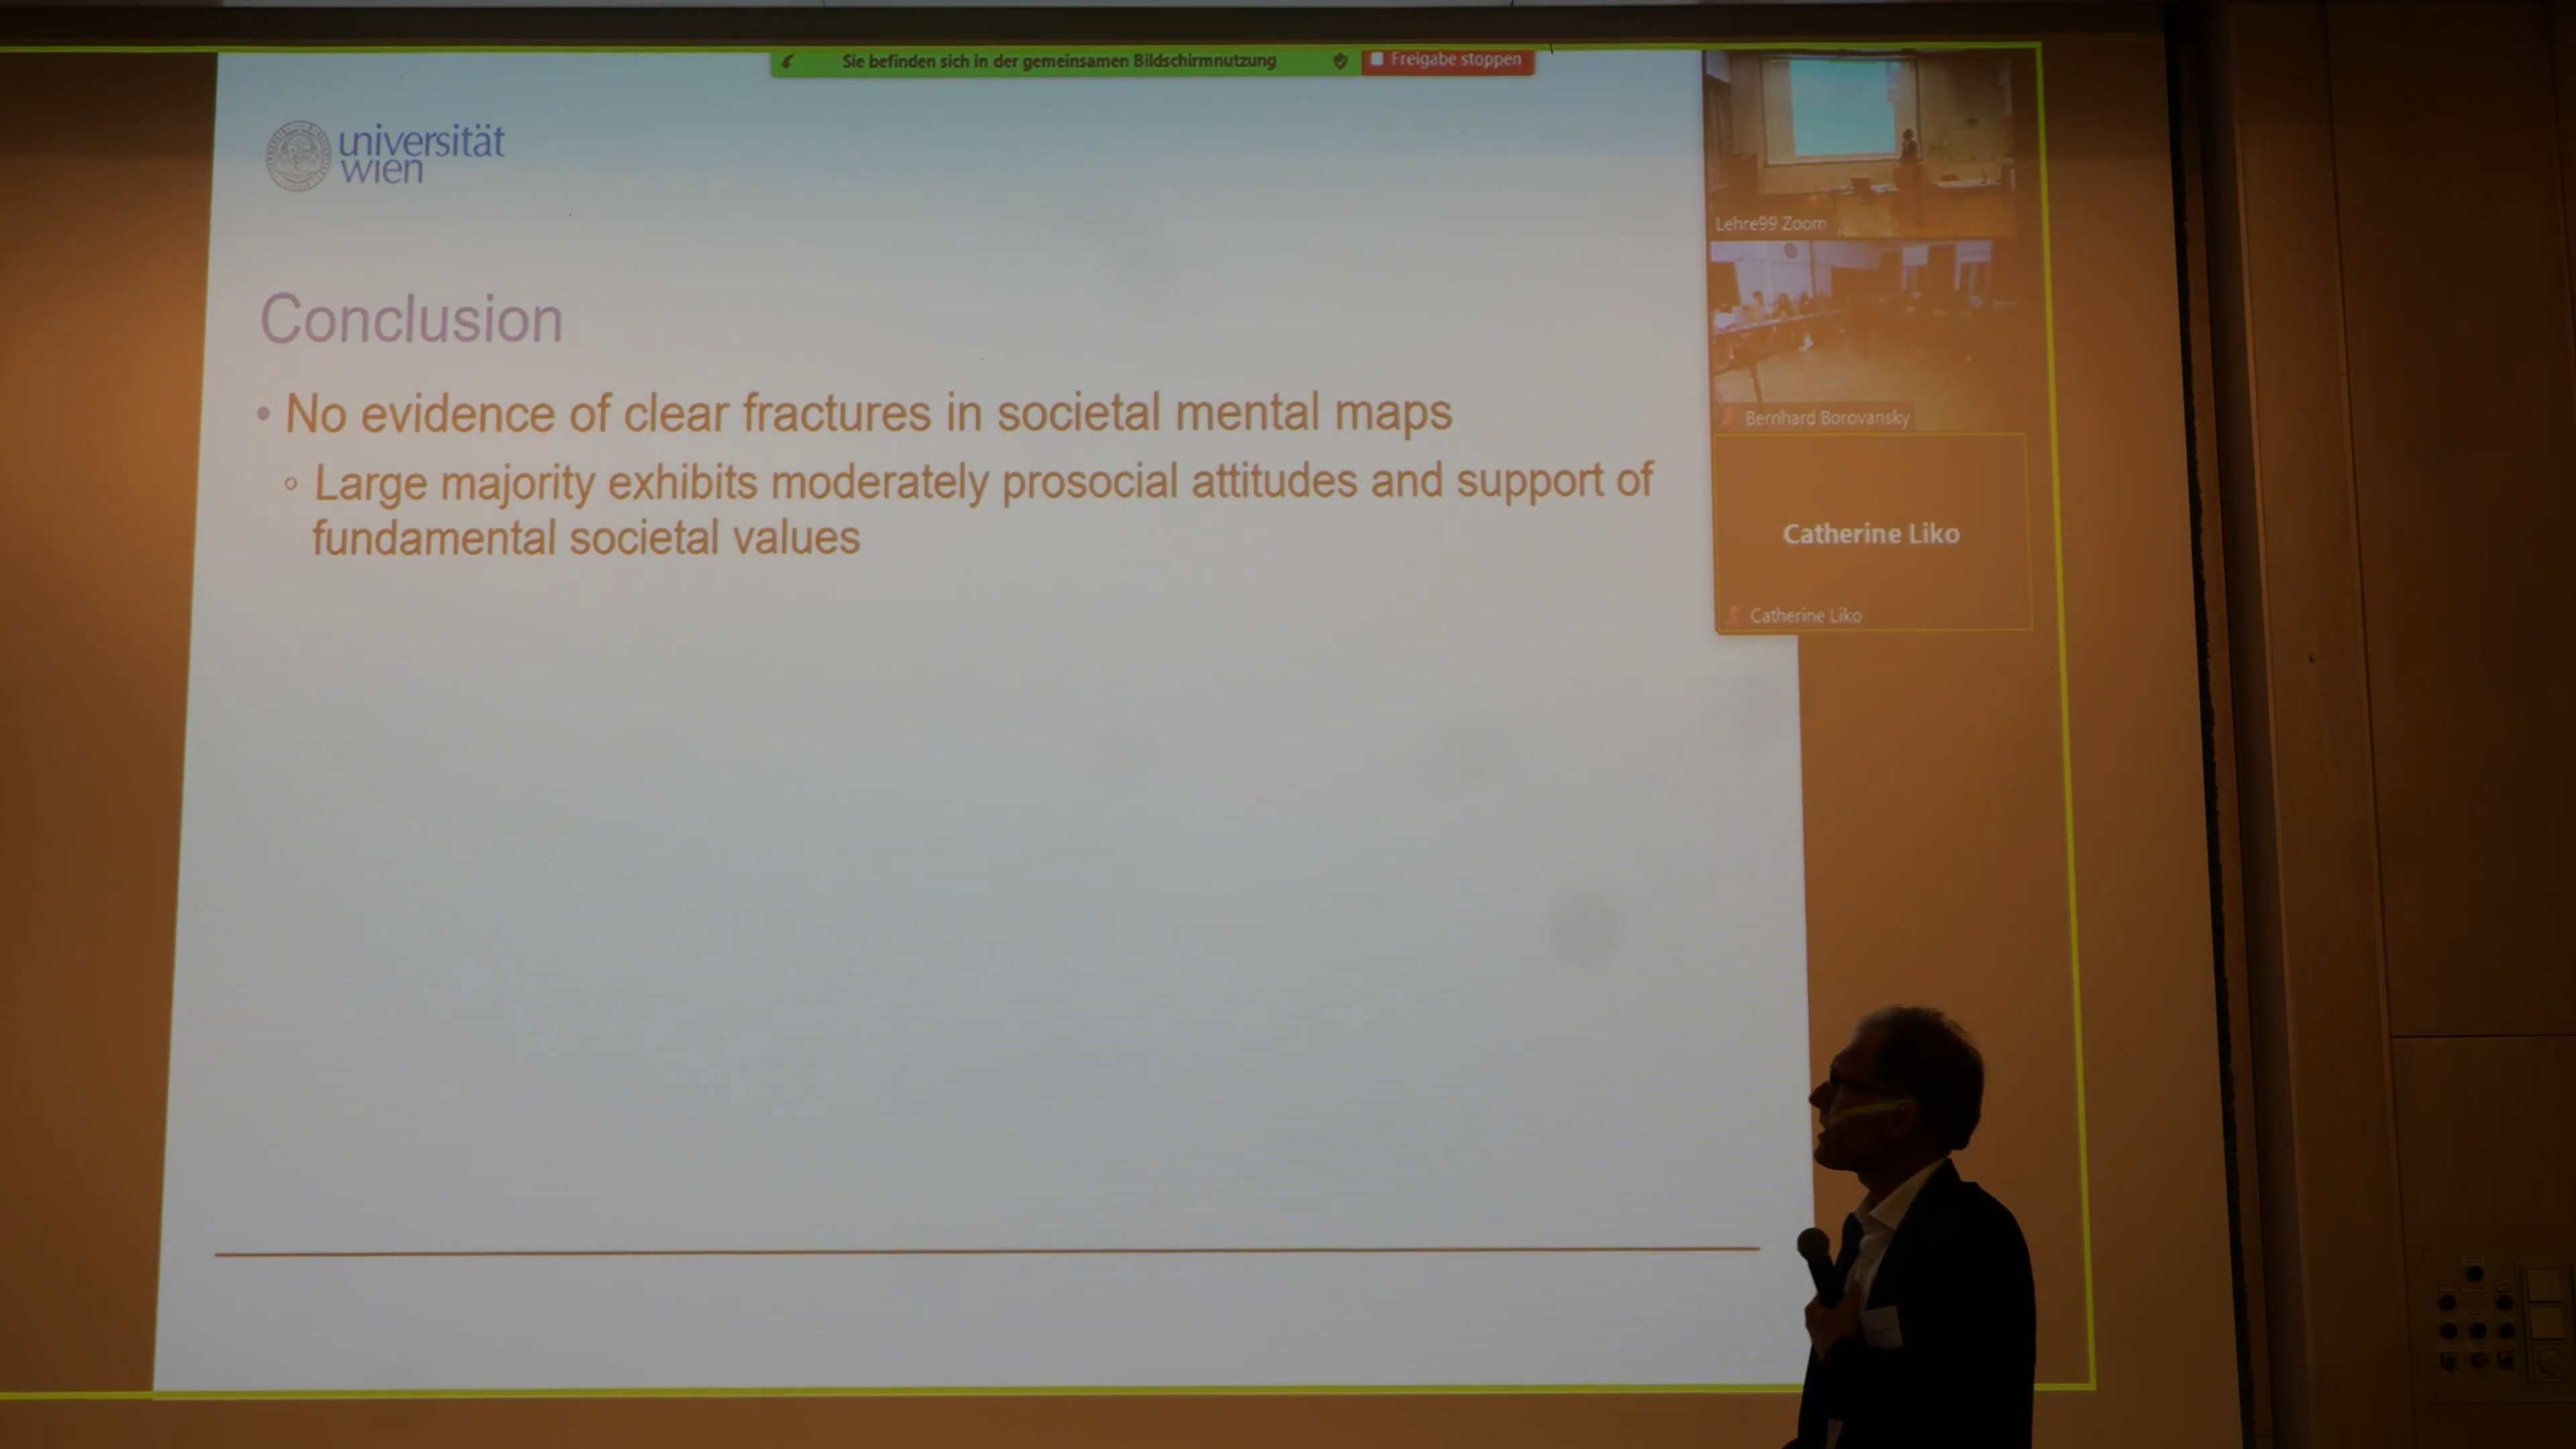 Sie befinden sich in der gemeinsamen Bildschirmnutzung
Freigabe stoppen
universität
wien
Lehre99 Zoom
Conclusion
• No evidence of clear fractures in societal mental maps
Bernhard Borovansky
◦ Large majority exhibits moderately prosocial attitudes and support of
fundamental societal values
Catherine Liko
Catherine Liko